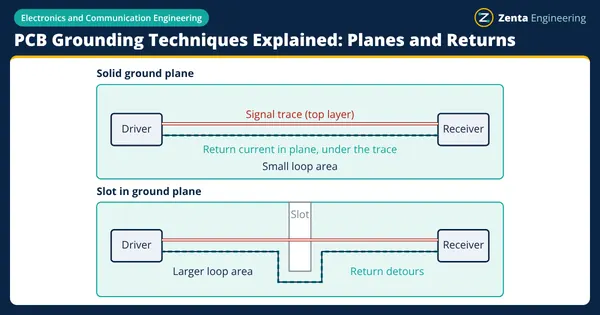 Electronics and Communication Engineering
Zenta Engineering
PCB Grounding Techniques Explained: Planes and Returns
Solid ground plane
Signal trace (top layer)
Driver
Receiver
Return current in plane, under the trace
Small loop area
Slot in ground plane
Slot
Driver
Receiver
Larger loop area
Return detours